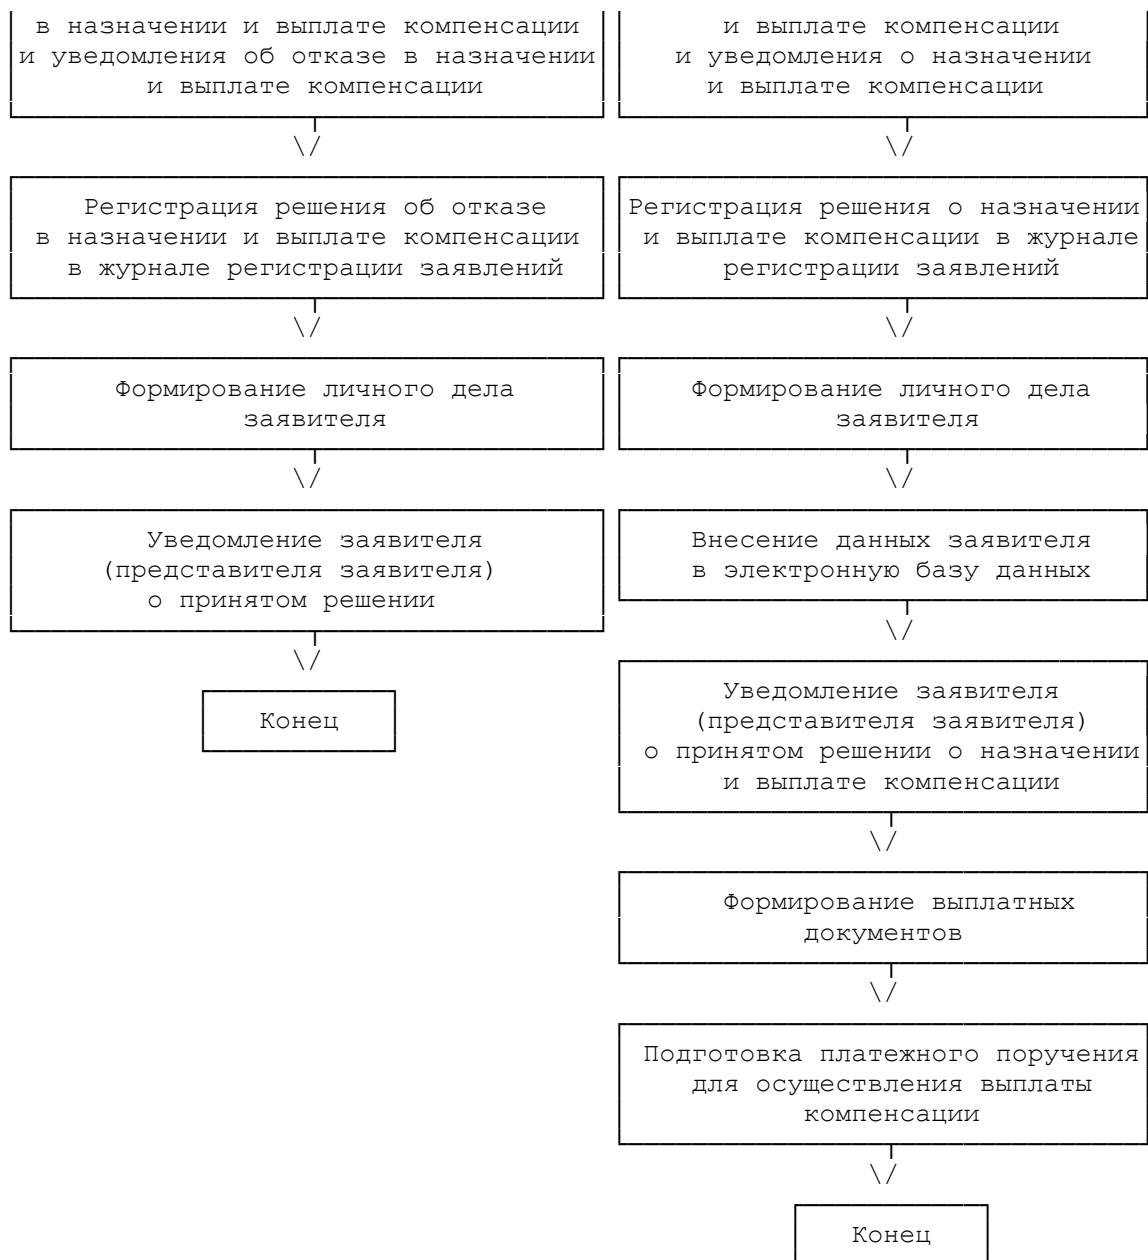 в назначении и выплате компенсации
и уведомления об отказе в назначении
и выплате компенсации
и выплате компенсации
и уведомления о назначении
и выплате компенсации
\/
\/
Регистрация решения об отказе
в назначении и выплате компенсации
в журнале регистрации заявлений
Регистрация решения о назначении
и выплате компенсации в журнале
регистрации заявлений
\/
\/
Формирование личного дела
заявителя
Формирование личного дела
заявителя
\/
\/
Уведомление заявителя
(представителя заявителя)
о принятом решении
Внесение данных заявителя
в электронную базу данных
\/
\/
Конец
Уведомление заявителя
(представителя заявителя)
о принятом решении о назначении
и выплате компенсации
\/
Формирование выплатных
документов
\/
Подготовка платежного поручения
для осуществления выплаты
компенсации
\/
Конец